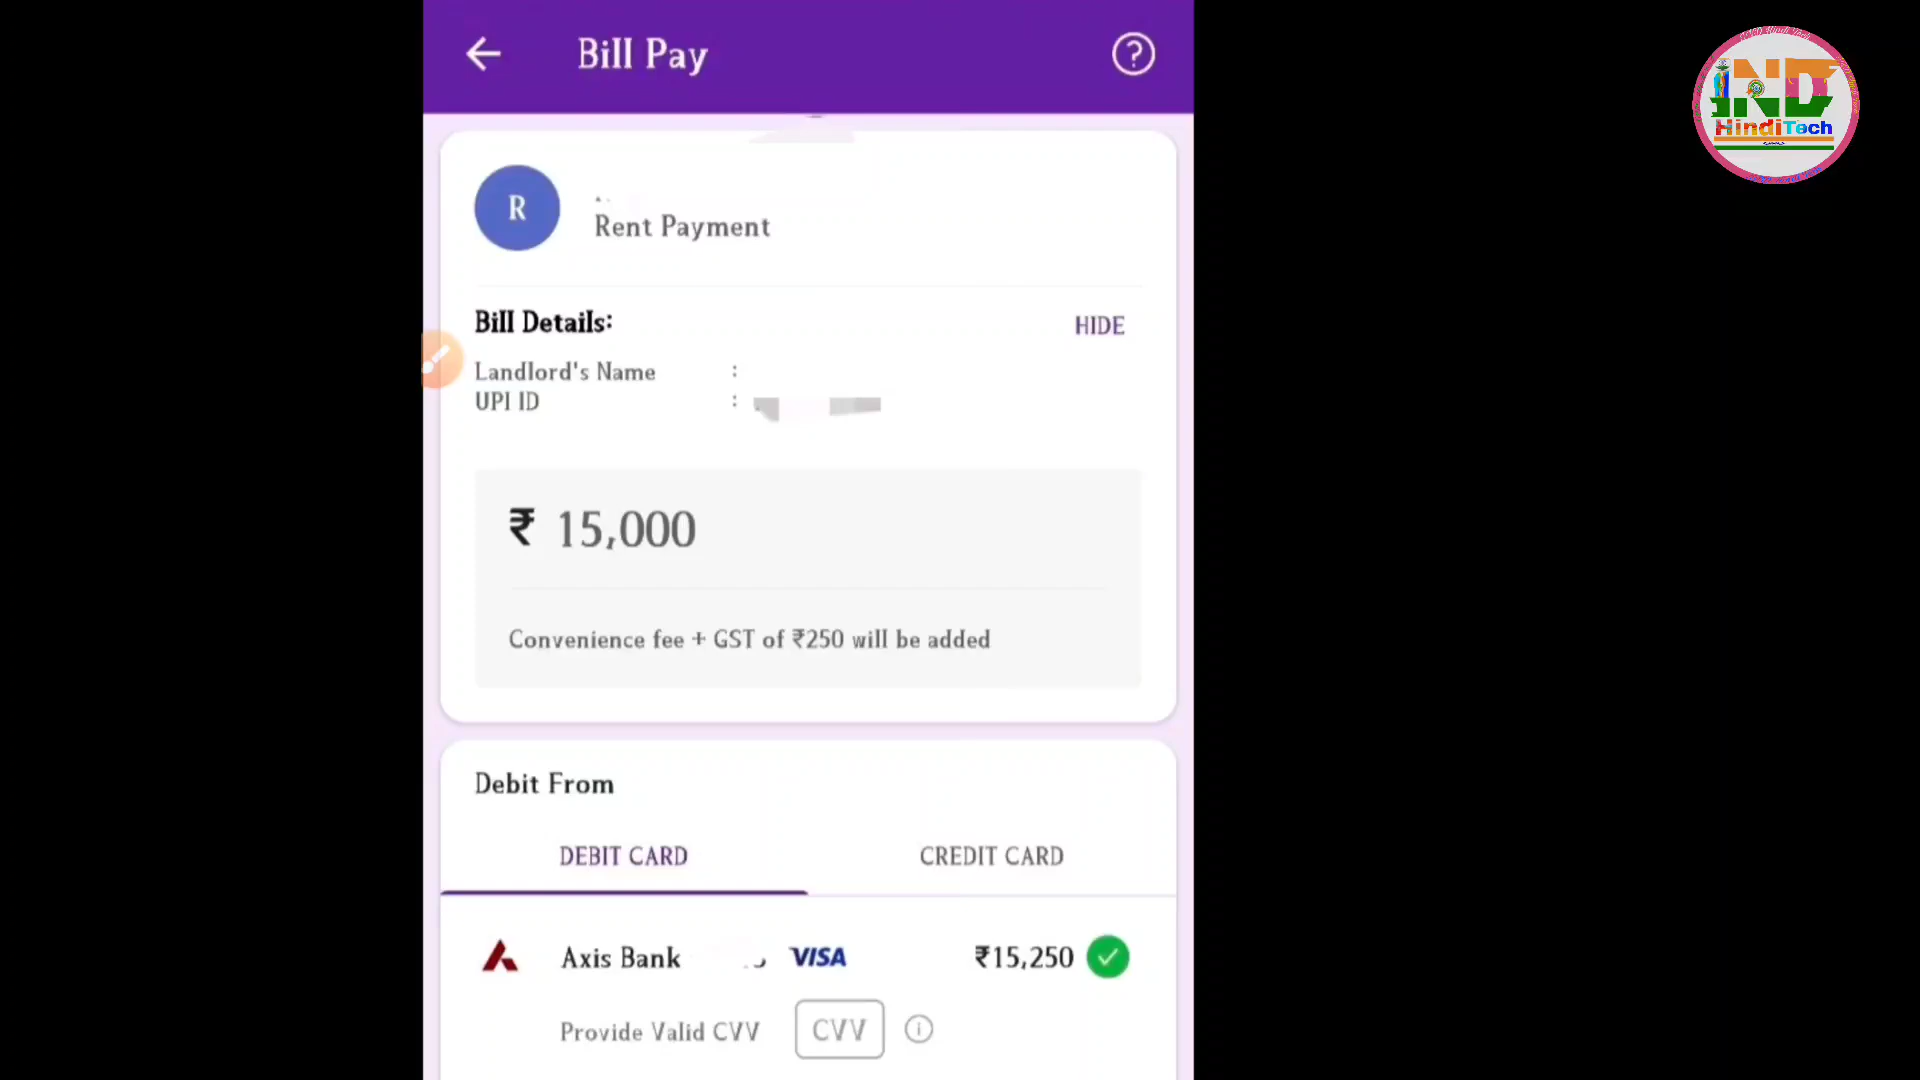 Bill Pay
IND
HindiTech
R
Rent Payment
Bill Details:
HIDE
Landlord's Name :
UPI ID :
₹ 15,000
Convenience fee + GST of ₹250 will be added
Debit From
DEBIT CARD
CREDIT CARD
Axis Bank VISA ₹15,250
Provide Valid CVV CVV